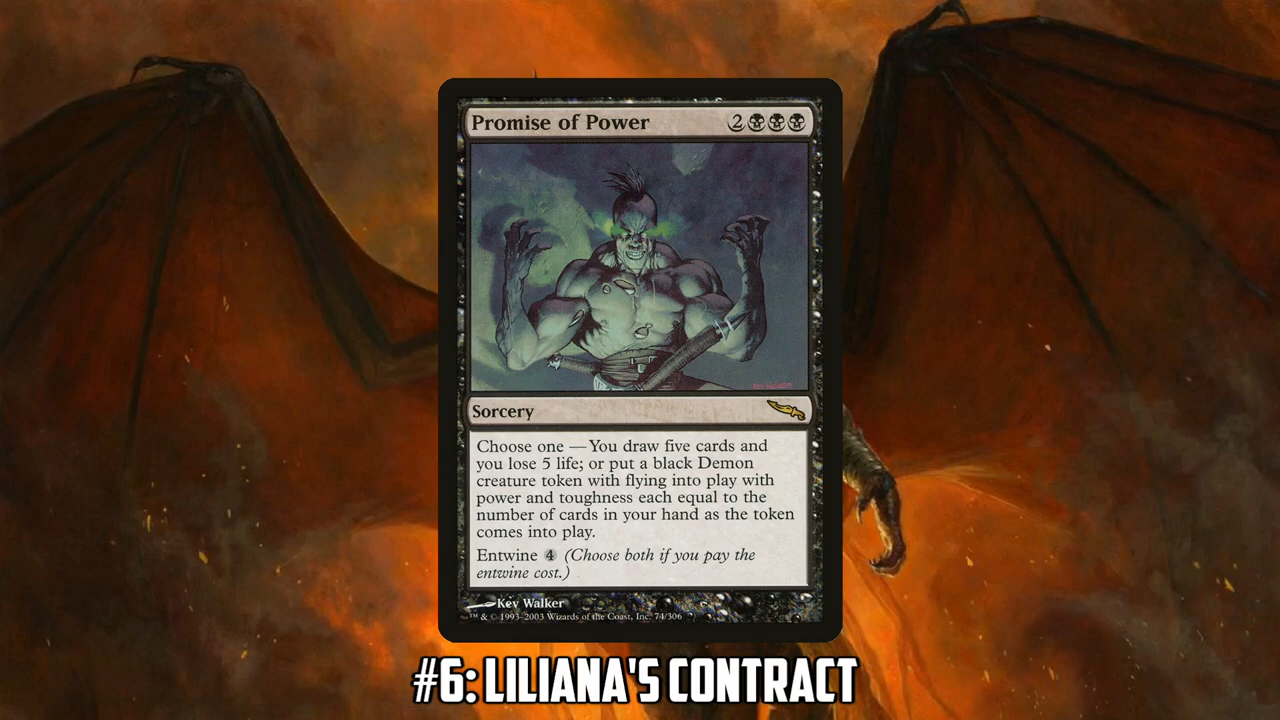 Promise of Power 2
Sorcery
Choose one — You draw five cards and
you lose 5 life; or put a black Demon
creature token with flying into play with
power and toughness each equal to the
number of cards in your hand as the token
comes into play.
Entwine 4 (Choose both if you pay the
entwine cost.)
Kev Walker
™ & © 1993–2003 Wizards of the Coast, Inc. 74/306
#6: LILIANA'S CONTRACT